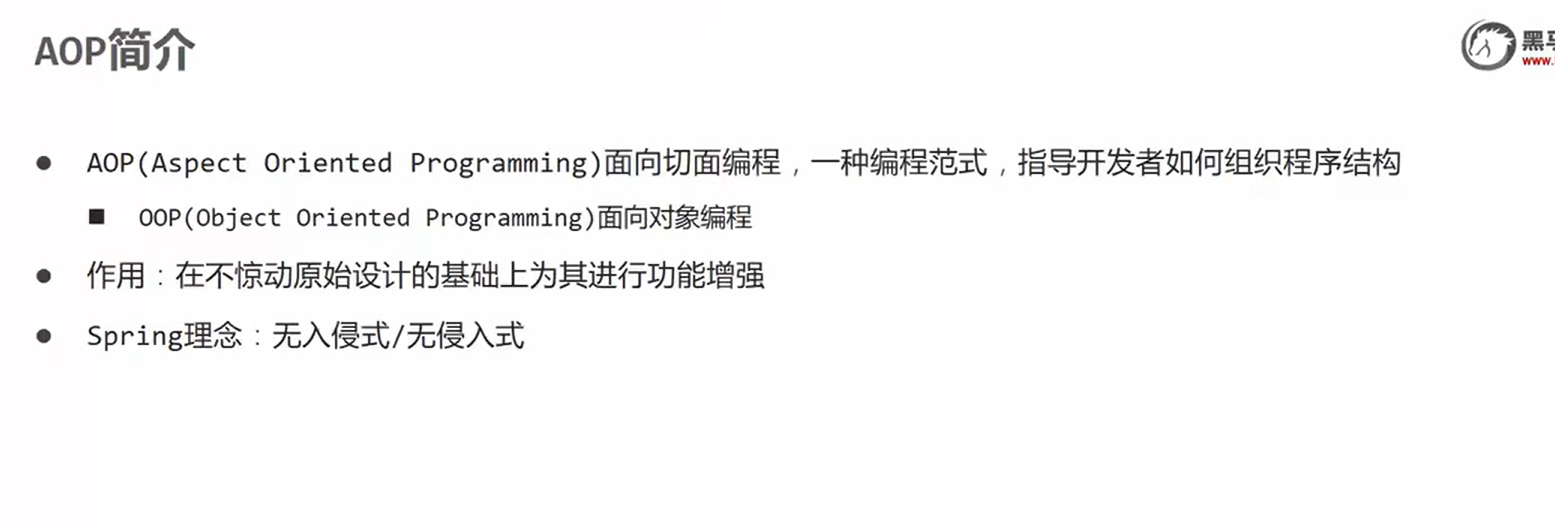 AOP简介
黑马
www.
AOP(Aspect Oriented Programming)面向切面编程，一种编程范式，指导开发者如何组织程序结构
OOP(Object Oriented Programming)面向对象编程
作用：在不惊动原始设计的基础上为其进行功能增强
Spring理念：无入侵式/无侵入式